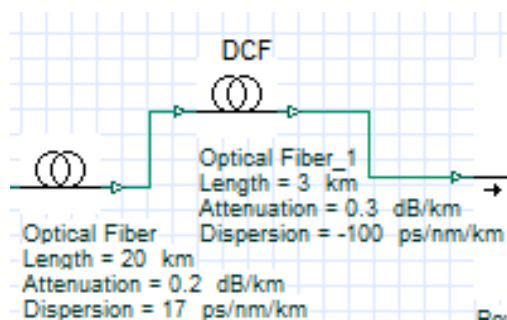 DCF
Optical Fiber_1
Length = 3 km
Attenuation = 0.3 dB/km
Dispersion = -100 ps/nm/km
Optical Fiber
Length = 20 km
Attenuation = 0.2 dB/km
Dispersion = 17 ps/nm/km